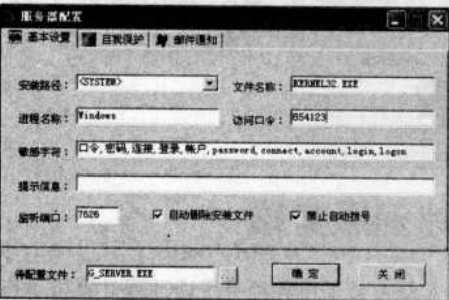 服务器配置
基本设置 自我保护 邮件通知
安装路径： <SYSTEM> 文件名称： KERNEL32.EXE
进程名称： Windows 访问口令： 654123
敏感字符： 口令,密码,连接,登录,帐户,password,connect,account,login,logon
提示信息：
监听端口： 7626 自动删除安装文件 禁止自动拨号
待配置文件： G_SERVER.EXE ... 确定 关闭